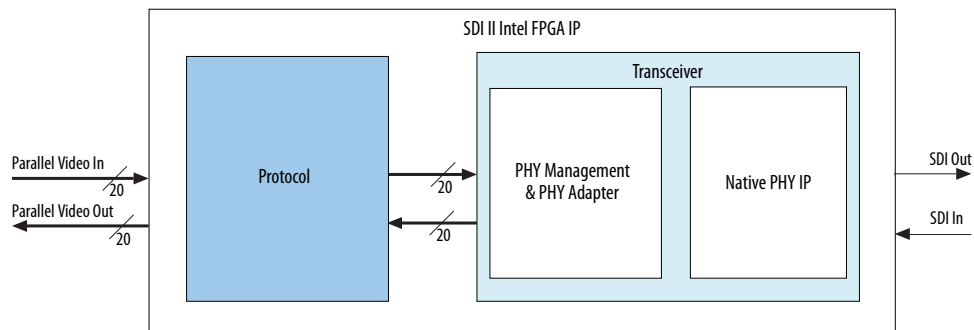 SDI II Intel FPGA IP
Transceiver
Parallel Video In
20
Parallel Video Out
20
Protocol
20
20
PHY Management
& PHY Adapter
Native PHY IP
SDI Out
SDI In